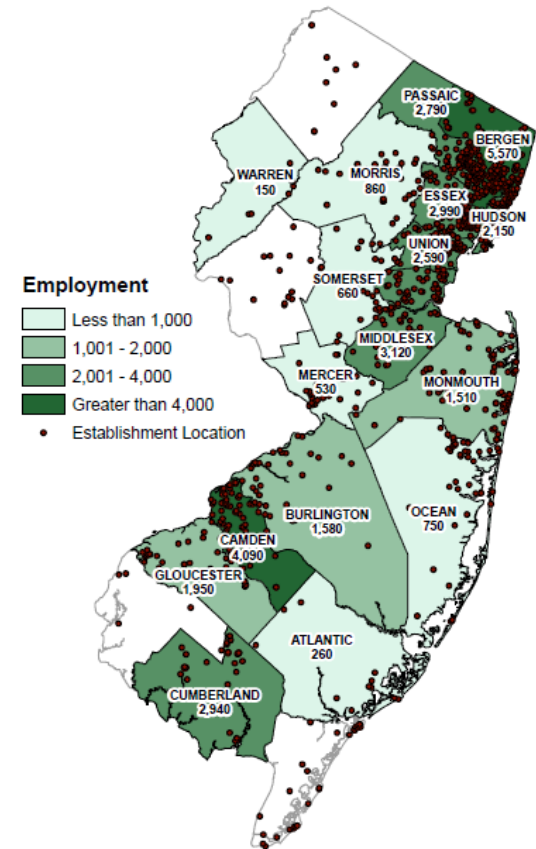 PASSAIC
2,790
BERGEN
5,570
WARREN
150
MORRIS
860
ESSEX
2,990
HUDSON
2,150
UNION
2,590
SOMERSET
660
Employment
Less than 1,000
1,001 - 2,000
2,001 - 4,000
Greater than 4,000
Establishment Location
MIDDLESEX
3,120
MERCER
530
MONMOUTH
1,510
OCEAN
750
BURLINGTON
1,580
CAMDEN
4,090
GLOUCESTER
1,950
ATLANTIC
260
CUMBERLAND
2,940